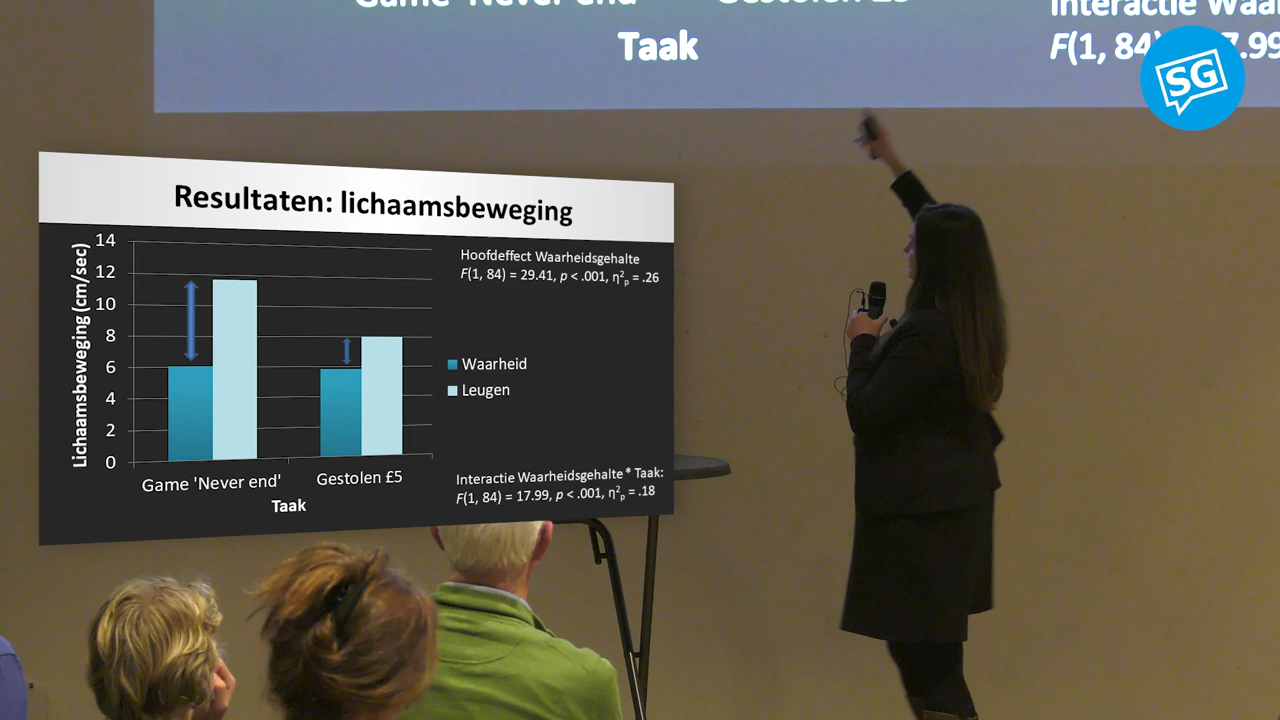 Game 'Never end'
Gestolen £5
Taak
Interactie Waar
F(1, 84) 7.99
SG
Resultaten: lichaamsbeweging
Lichaamsbeweging (cm/sec)
14
12
10
8
6
4
2
0
Game 'Never end'
Gestolen £5
Taak
Hoofdeffect Waarheidsgehalte
F(1, 84) = 29.41, p < .001, η²ₚ = .26
Waarheid
Leugen
Interactie Waarheidsgehalte * Taak:
F(1, 84) = 17.99, p < .001, η²ₚ = .18